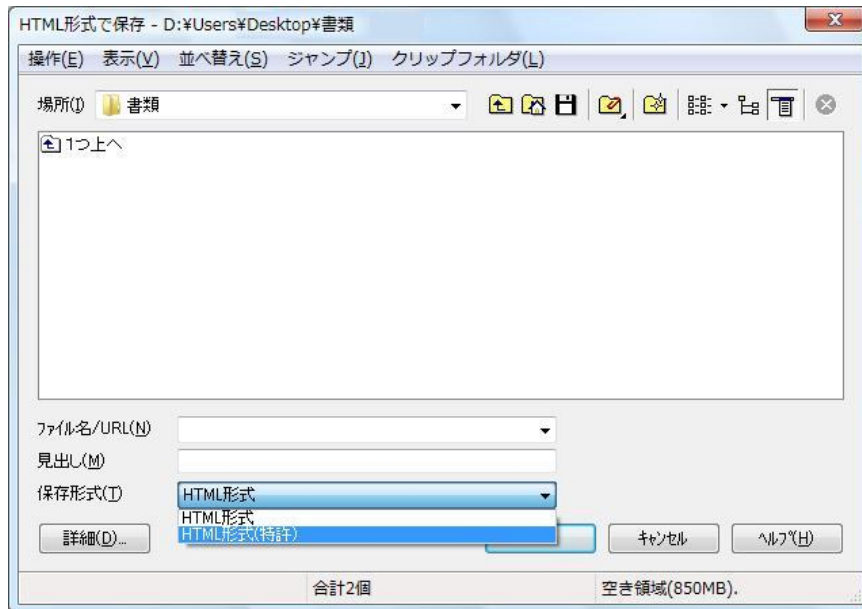 HTML形式で保存 - D:¥Users¥Desktop¥書類
操作(E) 表示(V) 並べ替え(S) ジャンプ(J) クリップフォルダ(L)
場所(I) 書類
1つ上へ
ファイル名/URL(N)
見出し(M)
保存形式(T) HTML形式
HTML形式
HTML形式(特許)
詳細(D)... キャンセル ヘルプ(H)
合計2個 空き領域(850MB).